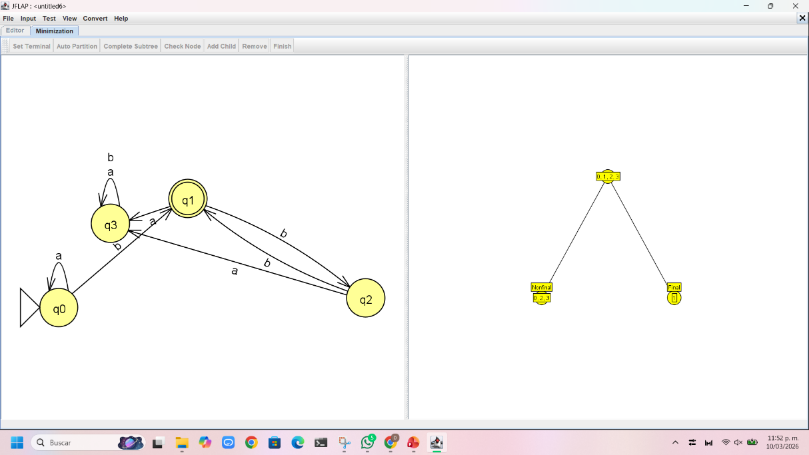 JFLAP : <untitled6>
File Input Test View Convert Help
Editor Minimization
Set Terminal Auto Partition Complete Subtree Check Node Add Child Remove Finish
b
a
q1
q3
a
b
b
b
a
a
q0
q2
0, 1, 2, 3
Nonfinal
0, 2, 3
Final
1
Buscar
11:52 p. m.
10/03/2026